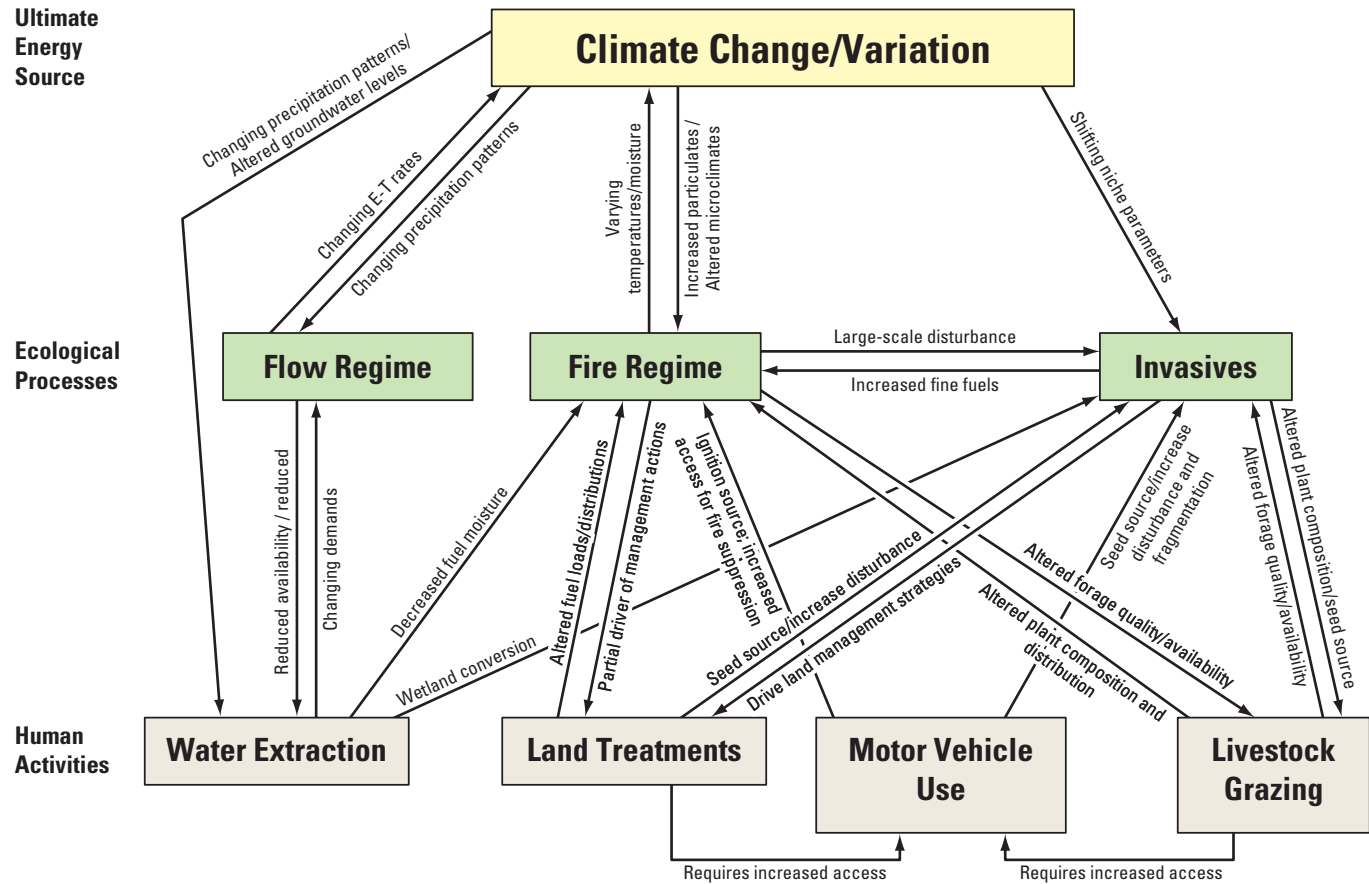 Ultimate
Energy
Source
Climate Change/Variation
Changing precipitation patterns/
Altered groundwater levels
Changing E-T rates
Changing precipitation patterns
Varying
temperatures/moisture
Increased particulates /
Altered microclimates
Shifting niche parameters
Ecological
Processes
Flow Regime
Fire Regime
Large-scale disturbance
Increased fine fuels
Invasives
Reduced availability / reduced
Changing demands
Decreased fuel moisture
Wetland conversion
Altered fuel loads/distributions
Partial driver of management actions
Ignition source; increased
access for fire suppression
Seed source/increase disturbance
Drive land management strategies
Altered plant composition and
distribution
Altered forage quality/availability
Seed source/increase
disturbance and
fragmentation
Altered forage quality/availability
Altered plant composition/seed source
Human
Activities
Water Extraction
Land Treatments
Motor Vehicle
Use
Livestock
Grazing
Requires increased access
Requires increased access